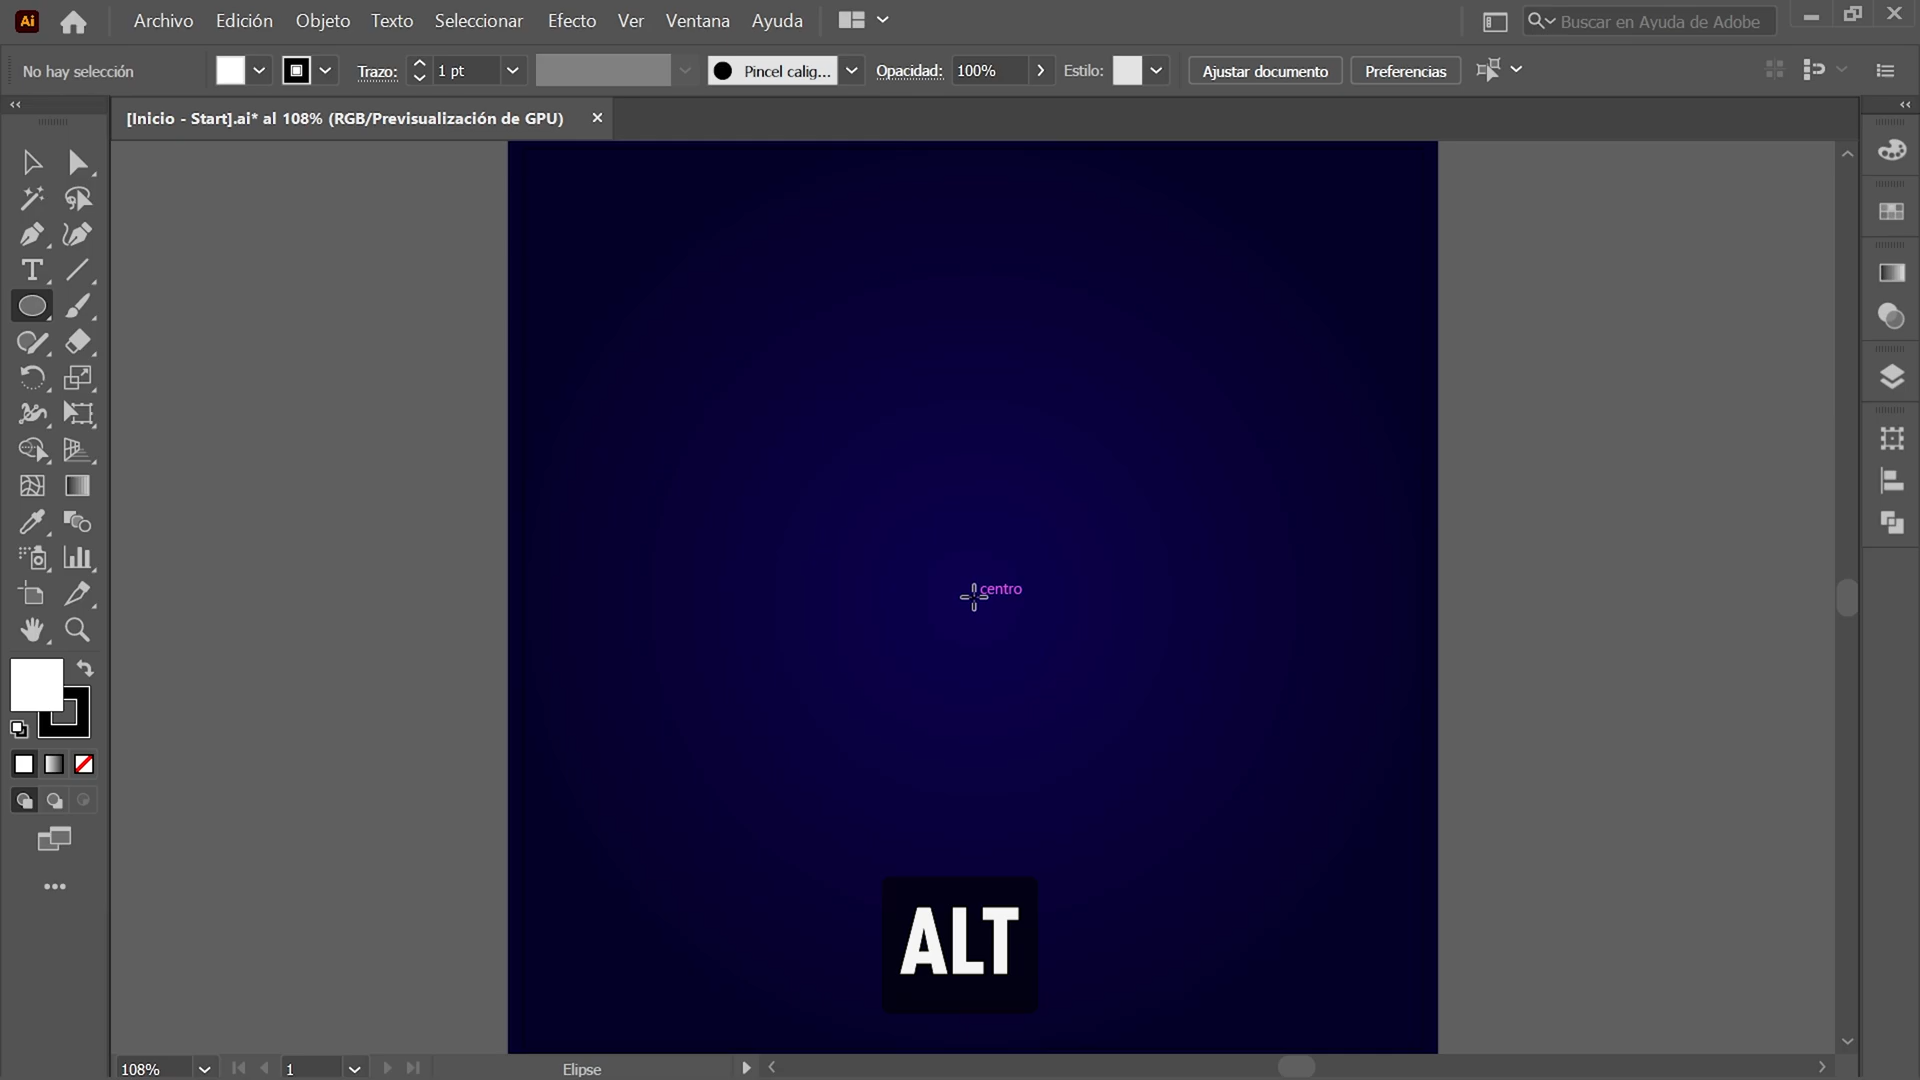 Ai
Archivo
Edición
Objeto
Texto
Seleccionar
Efecto
Ver
Ventana
Ayuda
Buscar en Ayuda de Adobe
No hay selección
Trazo:
1 pt
Pincel calig...
Opacidad:
100%
Estilo:
Ajustar documento
Preferencias
[Inicio - Start].ai* al 108% (RGB/Previsualización de GPU)
centro
ALT
108%
1
Elipse